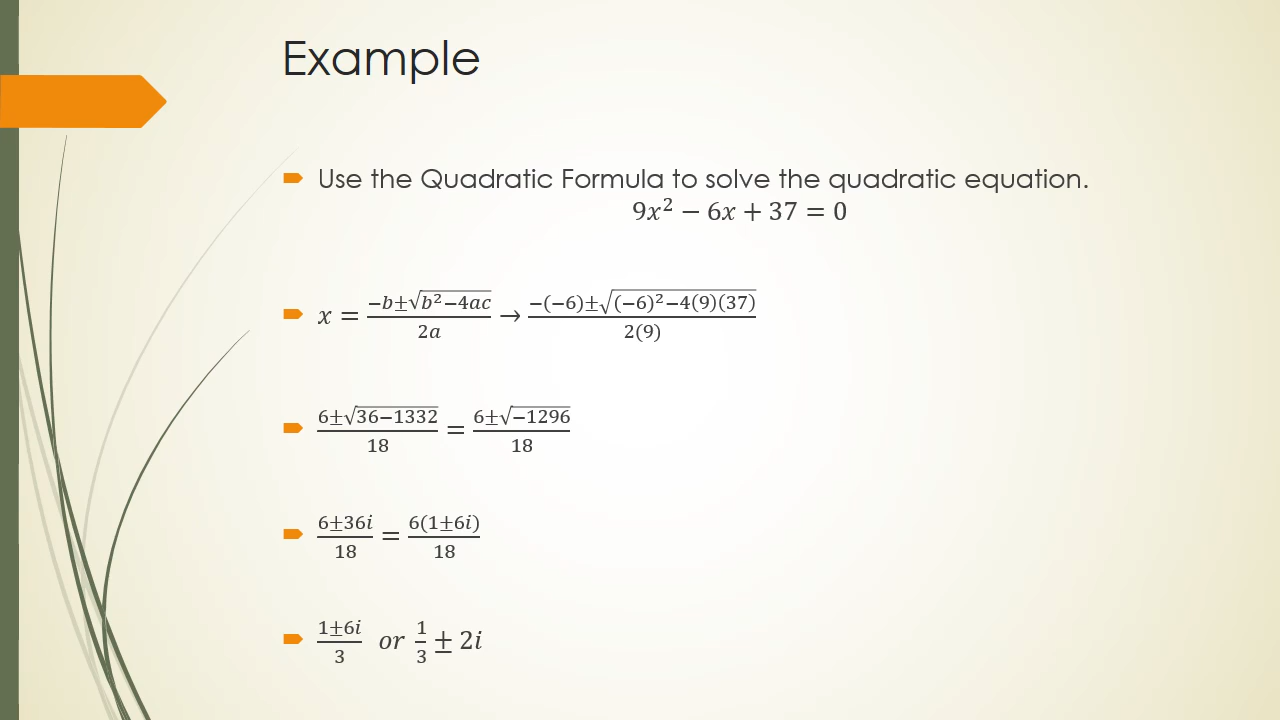 Example
Use the Quadratic Formula to solve the quadratic equation.
9x² − 6x + 37 = 0
x = (−b±√(b²−4ac))/(2a) → (−(−6)±√((−6)²−4(9)(37)))/(2(9))
(6±√(36−1332))/18 = (6±√(−1296))/18
(6±36i)/18 = (6(1±6i))/18
(1±6i)/3 or 1/3 ± 2i